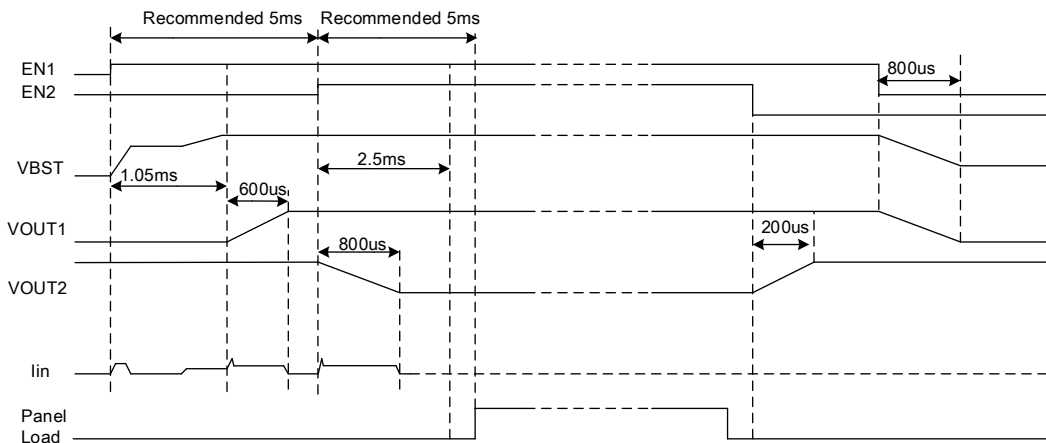 Recommended 5ms
Recommended 5ms
EN1
800us
EN2
2.5ms
VBST
1.05ms
600us
VOUT1
800us
200us
VOUT2
Iin
Panel
Load